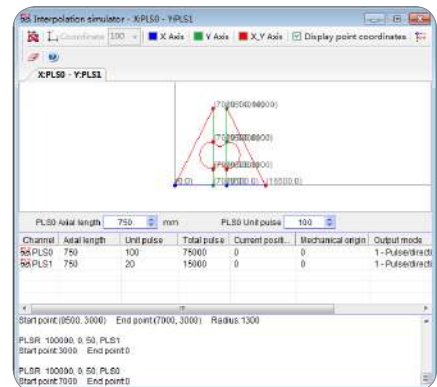 Interpolation simulator - X:PLS0 - Y:PLS1
Coordinate 100 X Axis Y Axis X_Y Axis Display point coordinates
X:PLS0 - Y:PLS1
(0,0)
PLS0 Axial length 750 mm PLS0 Unit pulse 100
Channel Axial length Unit pulse Total pulse Current positi... Mechanical origin Output mode
PLS0 750 100 75000 0 0 1 - Pulse/directi
PLS1 750 20 15000 0 0 1 - Pulse/directi
Start point:(9500, 3000) End point:(7000, 3000) Radius:1300
PLSR 100000, 0, 50, PLS1
Start point:3000 End point:0
PLSR 100000, 0, 50, PLS0
Start point:7000 End point:0